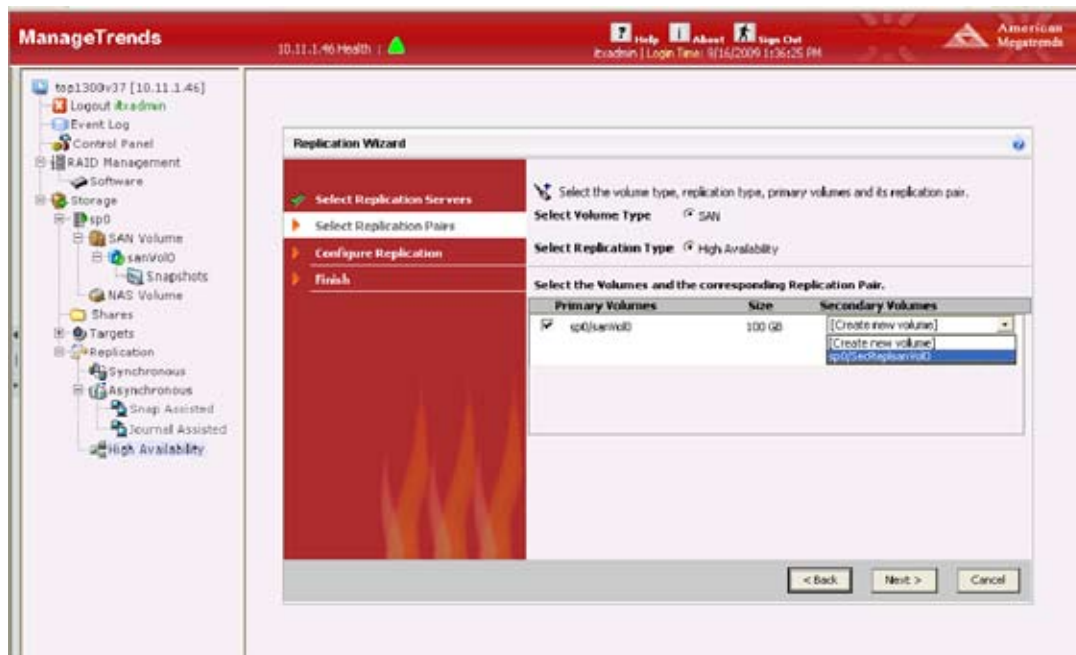 ManageTrends
10.11.1.46 Health :
Help About Sign Out
itxadmin | Login Time: 9/16/2009 1:36:25 PM
American
Megatrends
top1300v37 [10.11.1.46]
Logout itxadmin
Event Log
Control Panel
RAID Management
Software
Storage
sp0
SAN Volume
sanVol0
Snapshots
NAS Volume
Shares
Targets
Replication
Synchronous
Asynchronous
Snap Assisted
Journal Assisted
High Availability
Replication Wizard
Select Replication Servers
Select Replication Pairs
Configure Replication
Finish
Select the volume type, replication type, primary volumes and its replication pair.
Select Volume Type SAN
Select Replication Type High Availability
Select the Volumes and the corresponding Replication Pair.
Primary Volumes Size Secondary Volumes
sp0/sanVol0 100 GB [Create new volume]
[Create new volume]
sp0/SecReplsanVol0
< Back Next > Cancel